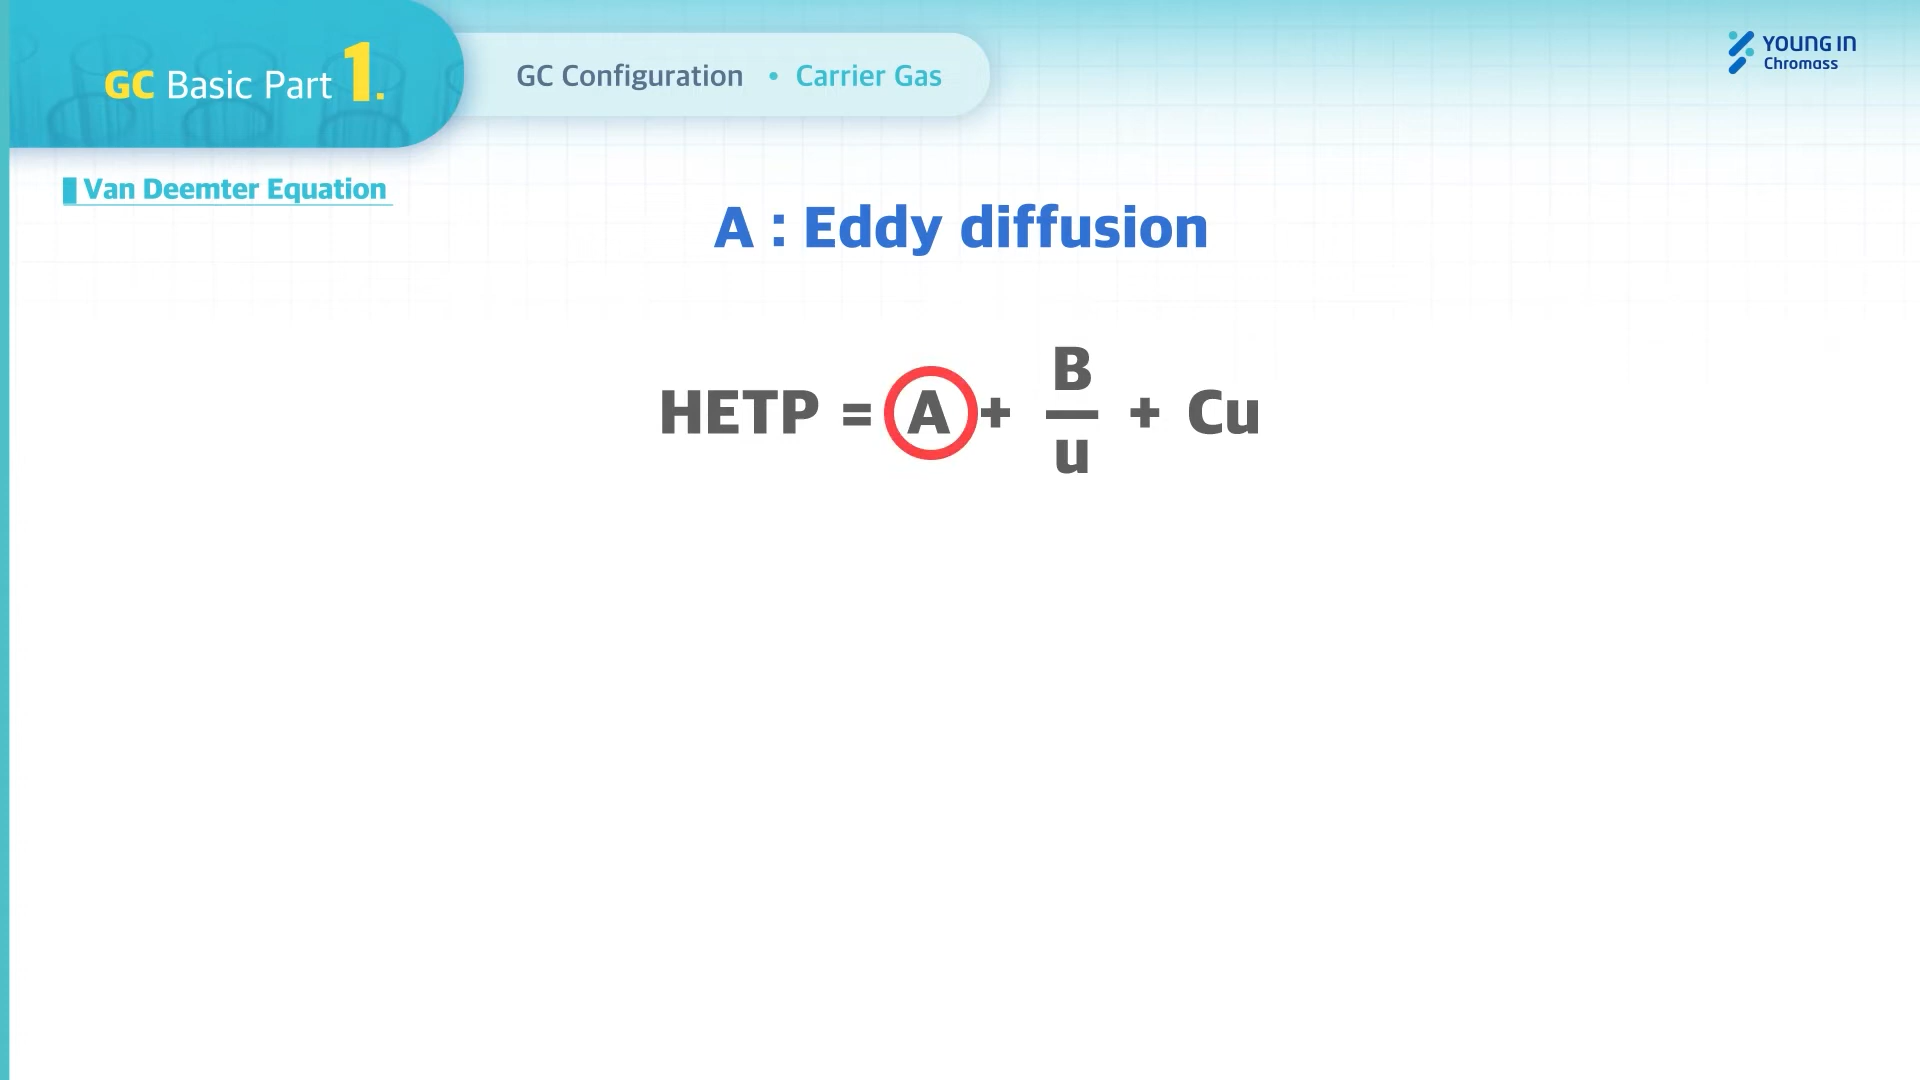 GC Basic Part 1.
GC Configuration • Carrier Gas
YOUNG IN
Chromass
Van Deemter Equation
A : Eddy diffusion
HETP = A + B/u + Cu